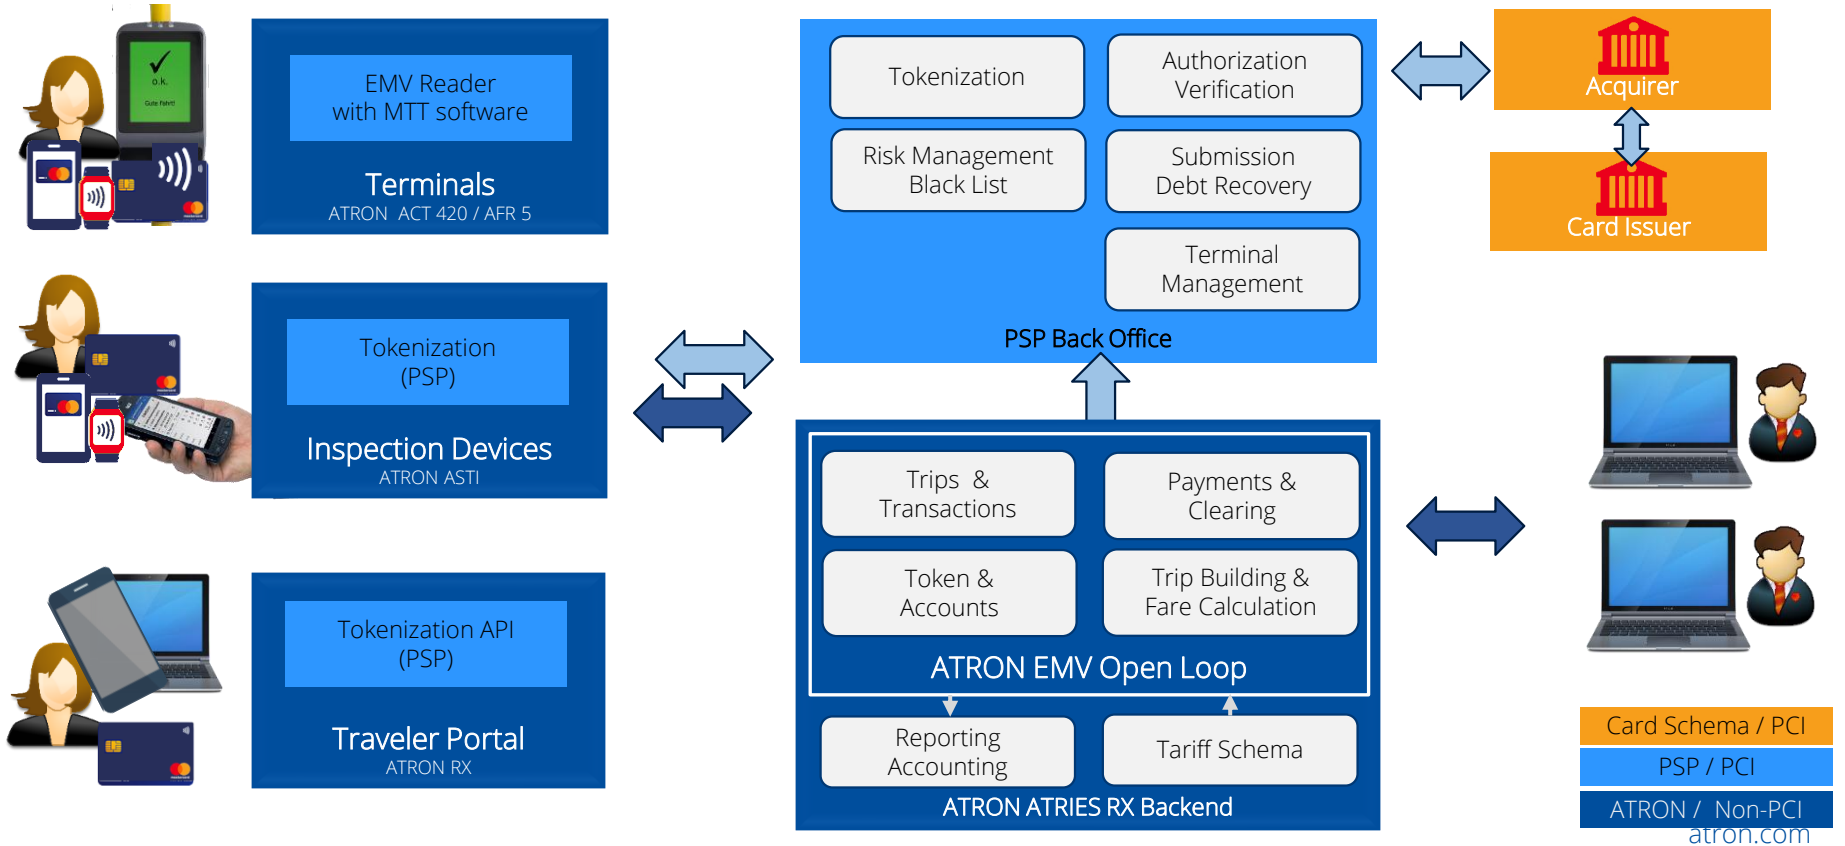 o.k.
Gute Fahrt!
EMV Reader
with MTT software
Terminals
ATRON ACT 420 / AFR 5
Tokenization
(PSP)
Inspection Devices
ATRON ASTI
Tokenization API
(PSP)
Traveler Portal
ATRON RX
Tokenization
Authorization
Verification
Risk Management
Black List
Submission
Debt Recovery
Terminal
Management
PSP Back Office
Trips &
Transactions
Payments &
Clearing
Token &
Accounts
Trip Building &
Fare Calculation
ATRON EMV Open Loop
Reporting
Accounting
Tariff Schema
ATRON ATRIES RX Backend
Acquirer
Card Issuer
Card Schema / PCI
PSP / PCI
ATRON / Non-PCI
atron.com